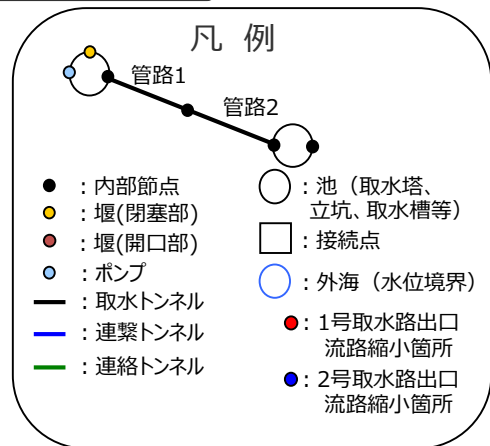 凡 例
管路1
管路2
：内部節点
：堰(閉塞部)
：堰(開口部)
：ポンプ
：取水トンネル
：連繋トンネル
：連絡トンネル
：池（取水塔、
立坑、取水槽等）
：接続点
：外海（水位境界）
：1号取水路出口
流路縮小箇所
：2号取水路出口
流路縮小箇所